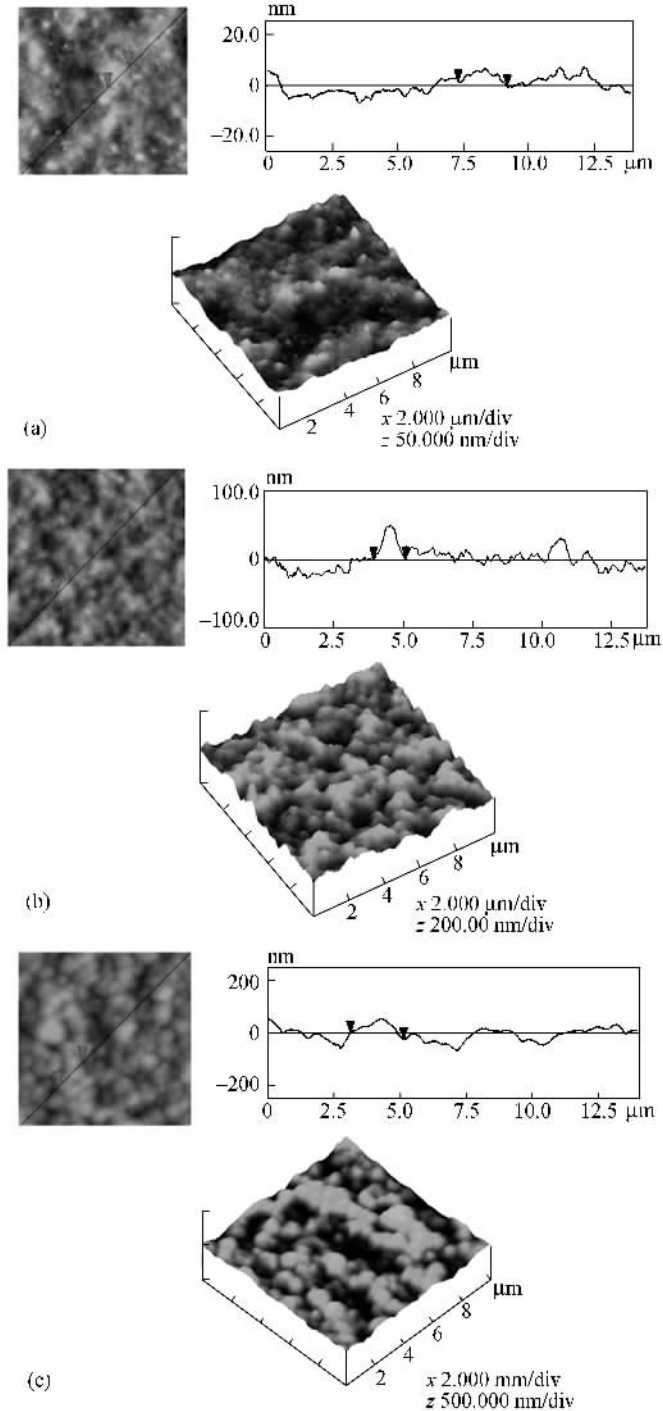 nm
20.0
0
−20.0
0 2.5 5.0 7.5 10.0 12.5 μm
μm
2 4 6 8
x 2.000 μm/div
z 50.000 nm/div
(a)
nm
100.0
0
−100.0
0 2.5 5.0 7.5 10.0 12.5 μm
μm
2 4 6 8
x 2.000 μm/div
z 200.00 nm/div
(b)
nm
200
0
−200
0 2.5 5.0 7.5 10.0 12.5 μm
μm
2 4 6 8
x 2.000 mm/div
z 500.000 nm/div
(c)